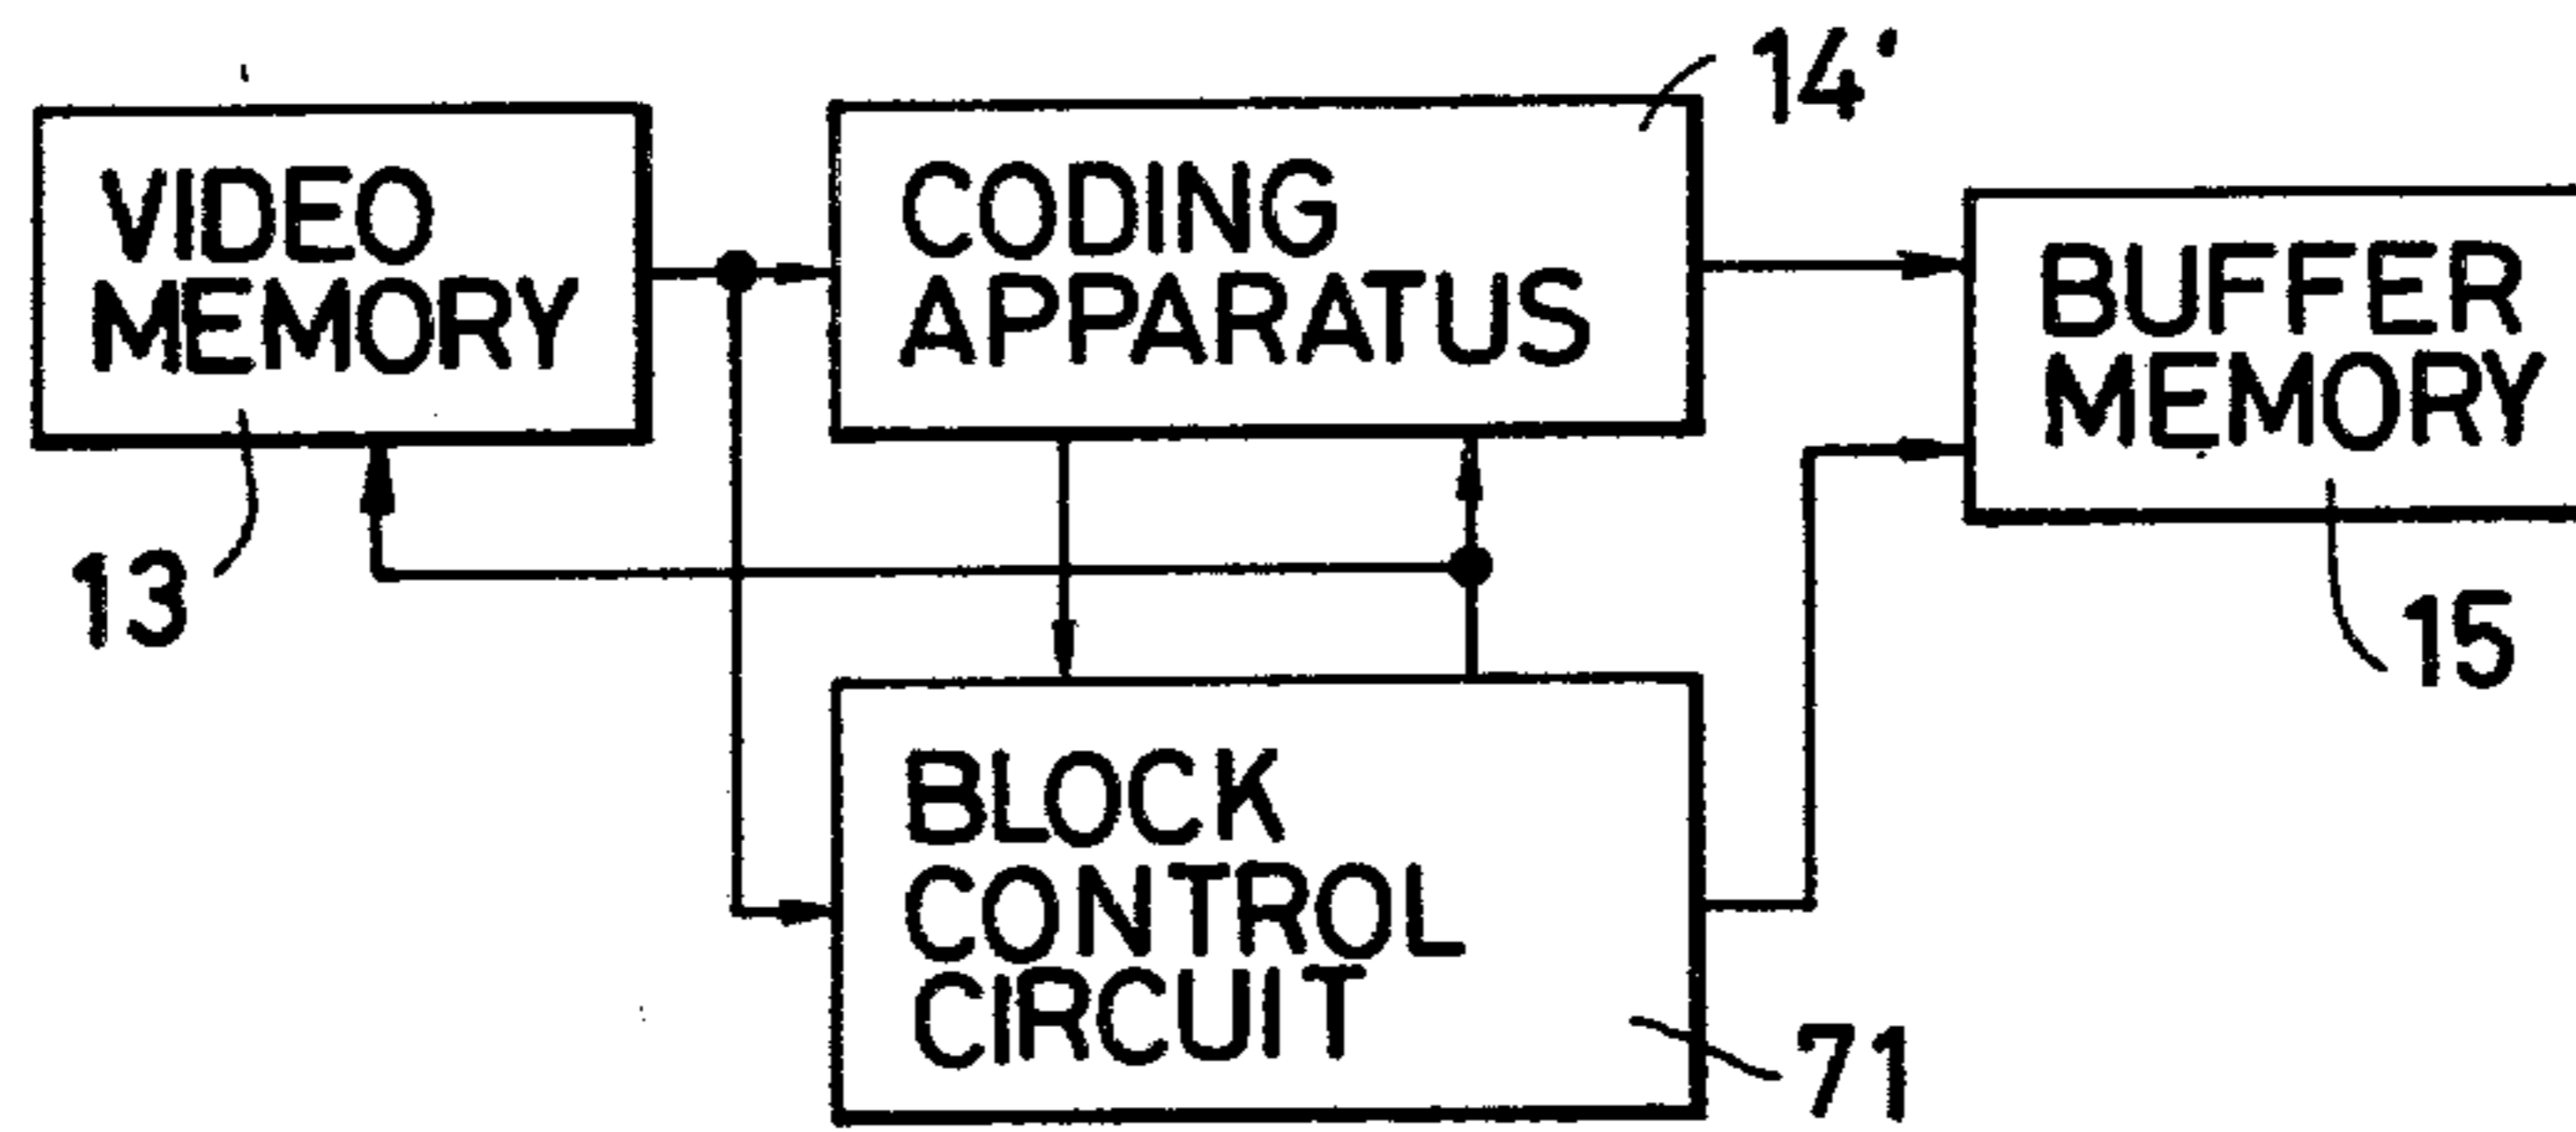 VIDEO
MEMORY
13
CODING
APPARATUS
14'
BUFFER
MEMORY
15
BLOCK
CONTROL
CIRCUIT
71